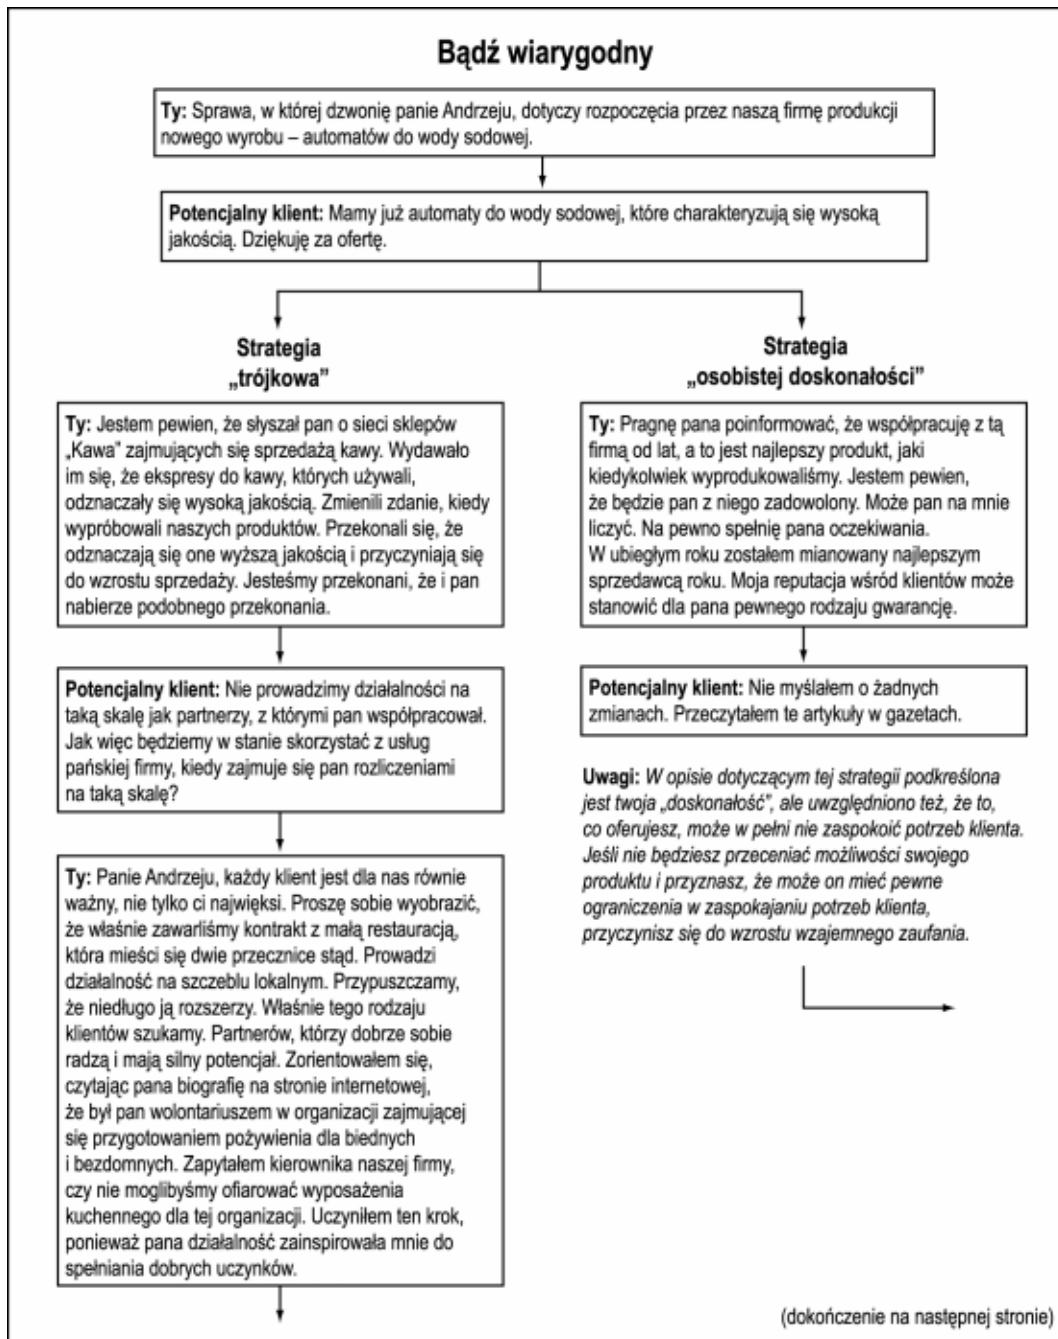 Bądź wiarygodny
Ty: Sprawa, w której dzwonię panie Andrzeju, dotyczy rozpoczęcia przez naszą firmę produkcji
nowego wyrobu – automatów do wody sodowej.
Potencjalny klient: Mamy już automaty do wody sodowej, które charakteryzują się wysoką
jakością. Dziękuję za ofertę.
Strategia
„trójkowa”
Ty: Jestem pewien, że słyszał pan o sieci sklepów
„Kawa” zajmujących się sprzedażą kawy. Wydawało
im się, że ekspresy do kawy, których używali,
odznaczały się wysoką jakością. Zmienili zdanie, kiedy
wypróbowali naszych produktów. Przekonali się, że
odznaczają się one wyższą jakością i przyczyniają się
do wzrostu sprzedaży. Jesteśmy przekonani, że i pan
nabierze podobnego przekonania.
Potencjalny klient: Nie prowadzimy działalności na
taką skalę jak partnerzy, z którymi pan współpracował.
Jak więc będziemy w stanie skorzystać z usług
pańskiej firmy, kiedy zajmuje się pan rozliczeniami
na taką skalę?
Ty: Panie Andrzeju, każdy klient jest dla nas równie
ważny, nie tylko ci najwięksi. Proszę sobie wyobrazić,
że właśnie zawarliśmy kontrakt z małą restauracją,
która mieści się dwie przecznice stąd. Prowadzi
działalność na szczeblu lokalnym. Przypuszczamy,
że niedługo ją rozszerzy. Właśnie tego rodzaju
klientów szukamy. Partnerów, którzy dobrze sobie
radzą i mają silny potencjał. Zorientowałem się,
czytając pana biografię na stronie internetowej,
że był pan wolontariuszem w organizacji zajmującej
się przygotowaniem pożywienia dla biednych
i bezdomnych. Zapytałem kierownika naszej firmy,
czy nie moglibyśmy ofiarować wyposażenia
kuchennego dla tej organizacji. Uczyniłem ten krok,
ponieważ pana działalność zainspirowała mnie do
spełniania dobrych uczynków.
Strategia
„osobistej doskonałości”
Ty: Pragnę pana poinformować, że współpracuję z tą
firmą od lat, a to jest najlepszy produkt, jaki
kiedykolwiek wyprodukowaliśmy. Jestem pewien,
że będzie pan z niego zadowolony. Może pan na mnie
liczyć. Na pewno spełnię pana oczekiwania.
W ubiegłym roku zostałem mianowany najlepszym
sprzedawcą roku. Moja reputacja wśród klientów może
stanowić dla pana pewnego rodzaju gwarancję.
Potencjalny klient: Nie myślałem o żadnych
zmianach. Przeczytałem te artykuły w gazetach.
Uwagi: W opisie dotyczącym tej strategii podkreślona
jest twoja „doskonałość”, ale uwzględniono też, że to,
co oferujesz, może w pełni nie zaspokoić potrzeb klienta.
Jeśli nie będziesz przeceniać możliwości swojego
produktu i przyznasz, że może on mieć pewne
ograniczenia w zaspokajaniu potrzeb klienta,
przyczynisz się do wzrostu wzajemnego zaufania.
(dokończenie na następnej stronie)